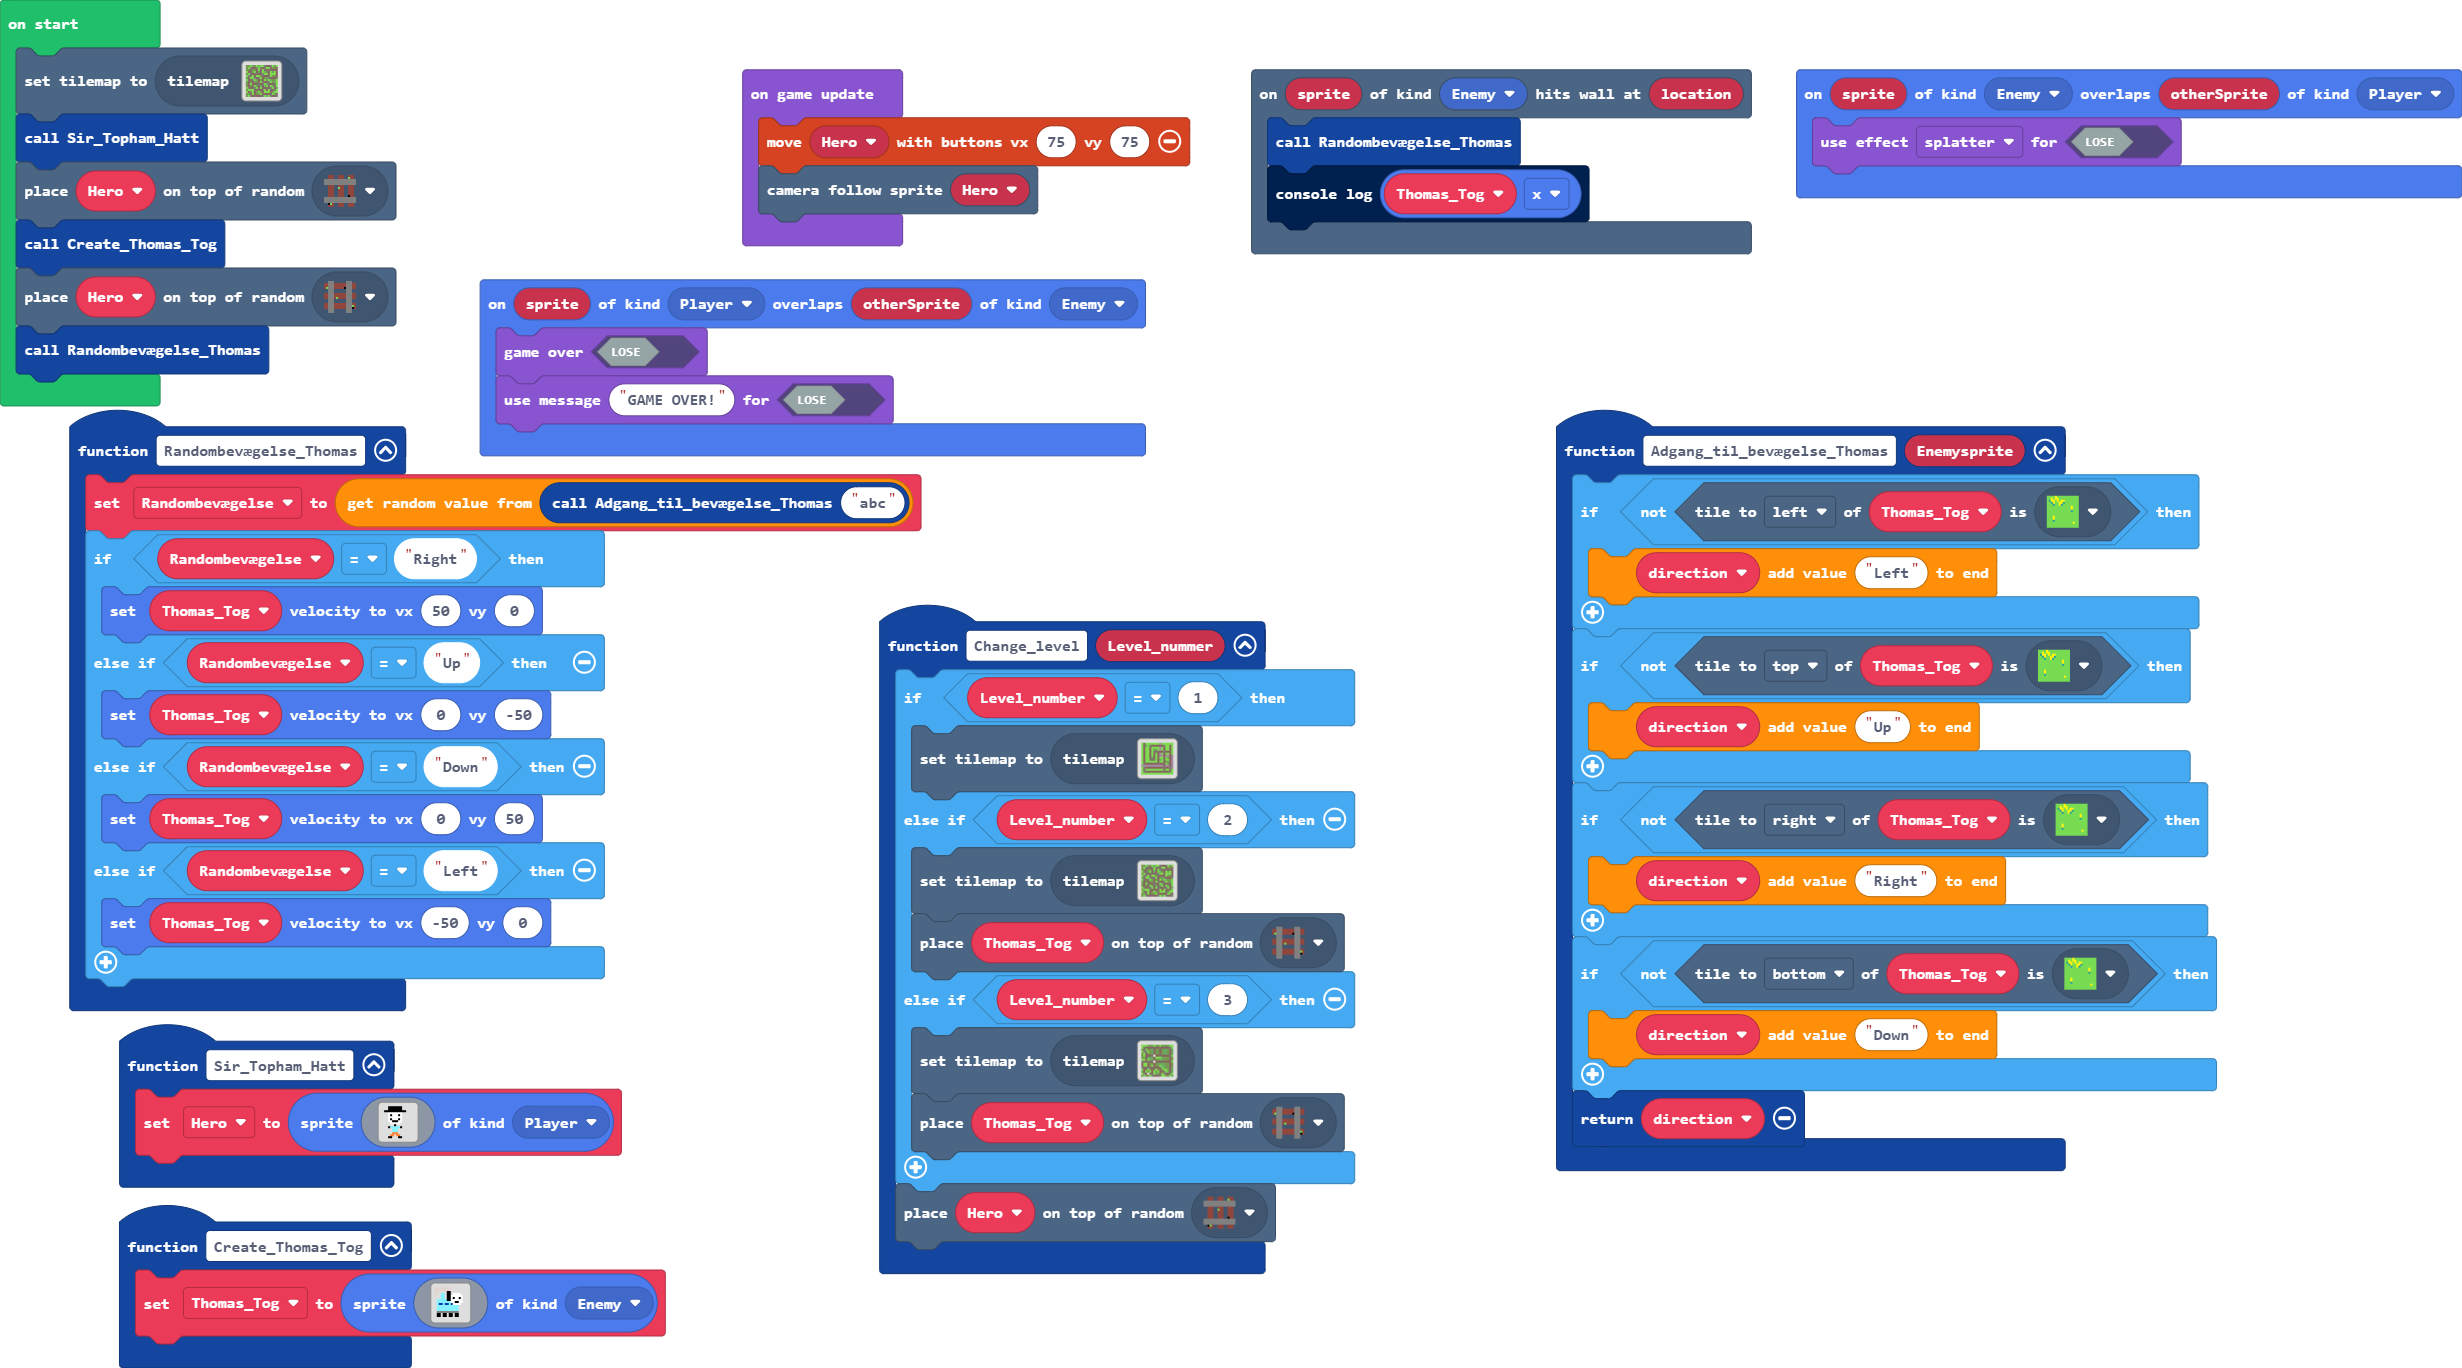 on start
set tilemap to tilemap
call Sir_Topham_Hatt
place Hero on top of random
call Create_Thomas_Tog
place Hero on top of random
call Randombevægelse_Thomas
on game update
move Hero with buttons vx 75 vy 75
camera follow sprite Hero
on sprite of kind Enemy hits wall at location
call Randombevægelse_Thomas
console log Thomas_Tog x
on sprite of kind Enemy overlaps otherSprite of kind Player
use effect splatter for LOSE
on sprite of kind Player overlaps otherSprite of kind Enemy
game over LOSE
use message "GAME OVER!" for LOSE
function Randombevægelse_Thomas
set Randombevægelse to get random value from call Adgang_til_bevægelse_Thomas "abc"
if Randombevægelse = "Right" then
set Thomas_Tog velocity to vx 50 vy 0
else if Randombevægelse = "Up" then
set Thomas_Tog velocity to vx 0 vy -50
else if Randombevægelse = "Down" then
set Thomas_Tog velocity to vx 0 vy 50
else if Randombevægelse = "Left" then
set Thomas_Tog velocity to vx -50 vy 0
function Sir_Topham_Hatt
set Hero to sprite of kind Player
function Create_Thomas_Tog
set Thomas_Tog to sprite of kind Enemy
function Change_level Level_nummer
if Level_number = 1 then
set tilemap to tilemap
else if Level_number = 2 then
set tilemap to tilemap
place Thomas_Tog on top of random
else if Level_number = 3 then
set tilemap to tilemap
place Thomas_Tog on top of random
place Hero on top of random
function Adgang_til_bevægelse_Thomas Enemysprite
if not tile to left of Thomas_Tog is then
direction add value "Left" to end
if not tile to top of Thomas_Tog is then
direction add value "Up" to end
if not tile to right of Thomas_Tog is then
direction add value "Right" to end
if not tile to bottom of Thomas_Tog is then
direction add value "Down" to end
return direction